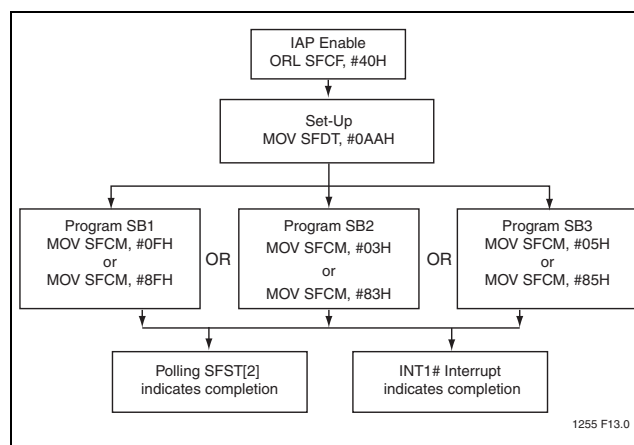 IAP Enable
ORL SFCF, #40H
Set-Up
MOV SFDT, #0AAH
Program SB1
MOV SFCM, #0FH
or
MOV SFCM, #8FH
OR
Program SB2
MOV SFCM, #03H
or
MOV SFCM, #83H
OR
Program SB3
MOV SFCM, #05H
or
MOV SFCM, #85H
Polling SFST[2]
indicates completion
INT1# Interrupt
indicates completion
1255 F13.0